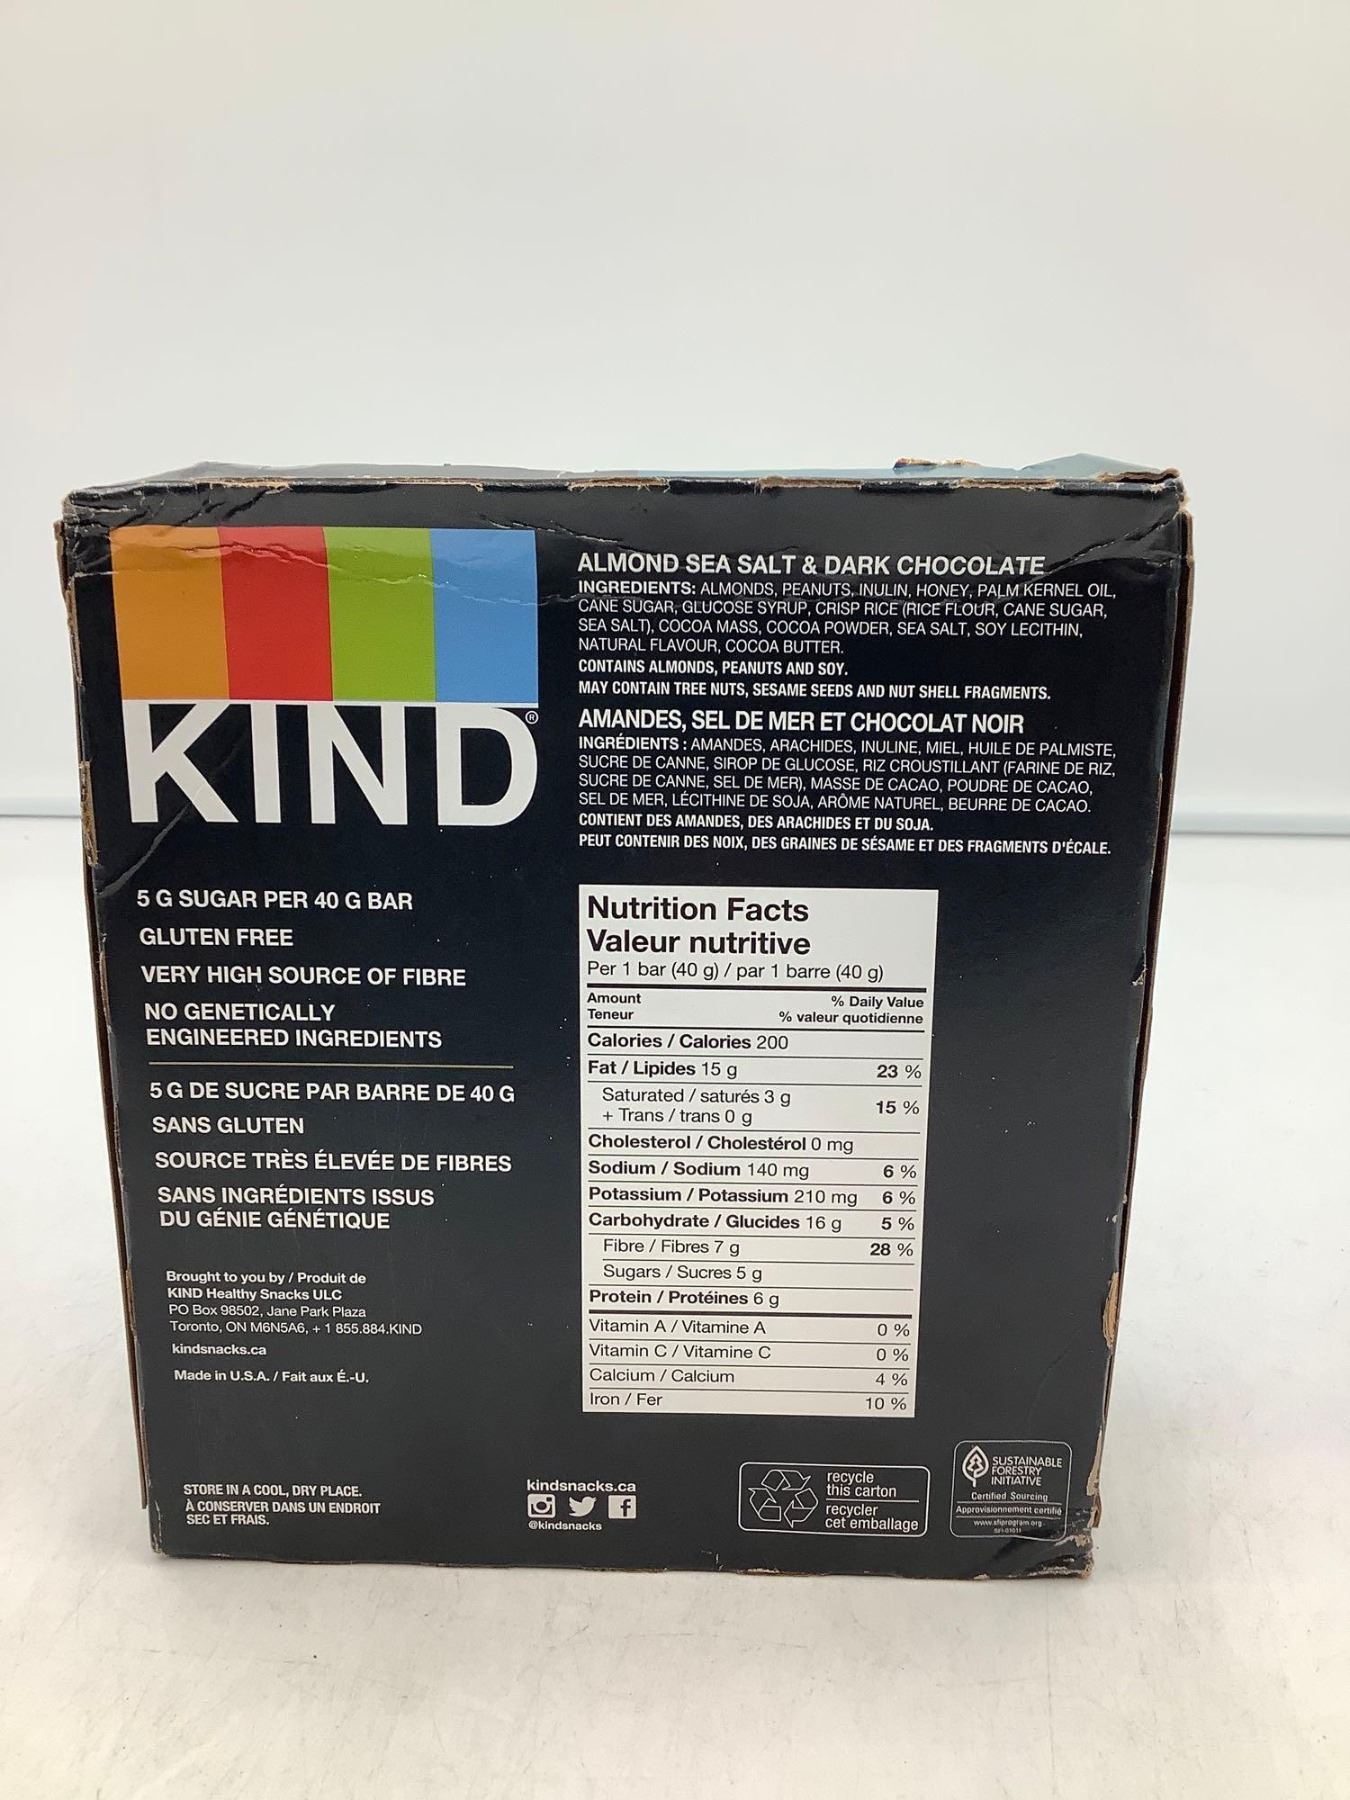 KIND®
5 G SUGAR PER 40 G BAR
GLUTEN FREE
VERY HIGH SOURCE OF FIBRE
NO GENETICALLY
ENGINEERED INGREDIENTS
5 G DE SUCRE PAR BARRE DE 40 G
SANS GLUTEN
SOURCE TRÈS ÉLEVÉE DE FIBRES
SANS INGRÉDIENTS ISSUS
DU GÉNIE GÉNÉTIQUE
Brought to you by / Produit de
KIND Healthy Snacks ULC
PO Box 98502, Jane Park Plaza
Toronto, ON M6N5A6, + 1 855.884.KIND
kindsnacks.ca
Made in U.S.A. / Fait aux É.-U.
STORE IN A COOL, DRY PLACE.
À CONSERVER DANS UN ENDROIT
SEC ET FRAIS.
ALMOND SEA SALT & DARK CHOCOLATE
INGREDIENTS: ALMONDS, PEANUTS, INULIN, HONEY, PALM KERNEL OIL,
CANE SUGAR, GLUCOSE SYRUP, CRISP RICE (RICE FLOUR, CANE SUGAR,
SEA SALT), COCOA MASS, COCOA POWDER, SEA SALT, SOY LECITHIN,
NATURAL FLAVOUR, COCOA BUTTER.
CONTAINS ALMONDS, PEANUTS AND SOY.
MAY CONTAIN TREE NUTS, SESAME SEEDS AND NUT SHELL FRAGMENTS.
AMANDES, SEL DE MER ET CHOCOLAT NOIR
INGRÉDIENTS : AMANDES, ARACHIDES, INULINE, MIEL, HUILE DE PALMISTE,
SUCRE DE CANNE, SIROP DE GLUCOSE, RIZ CROUSTILLANT (FARINE DE RIZ,
SUCRE DE CANNE, SEL DE MER), MASSE DE CACAO, POUDRE DE CACAO,
SEL DE MER, LÉCITHINE DE SOJA, ARÔME NATUREL, BEURRE DE CACAO.
CONTIENT DES AMANDES, DES ARACHIDES ET DU SOJA.
PEUT CONTENIR DES NOIX, DES GRAINES DE SÉSAME ET DES FRAGMENTS D'ÉCALE.
Nutrition Facts
Valeur nutritive
Per 1 bar (40 g) / par 1 barre (40 g)
Amount % Daily Value
Teneur % valeur quotidienne
Calories / Calories 200
Fat / Lipides 15 g 23 %
Saturated / saturés 3 g
+ Trans / trans 0 g 15 %
Cholesterol / Cholestérol 0 mg
Sodium / Sodium 140 mg 6 %
Potassium / Potassium 210 mg 6 %
Carbohydrate / Glucides 16 g 5 %
Fibre / Fibres 7 g 28 %
Sugars / Sucres 5 g
Protein / Protéines 6 g
Vitamin A / Vitamine A 0 %
Vitamin C / Vitamine C 0 %
Calcium / Calcium 4 %
Iron / Fer 10 %
kindsnacks.ca
@kindsnacks
recycle
this carton
recycler
cet emballage
SUSTAINABLE
FORESTRY
INITIATIVE
Certified Sourcing
Approvisionnement certifié
www.sfiprogram.org
SFI-01011